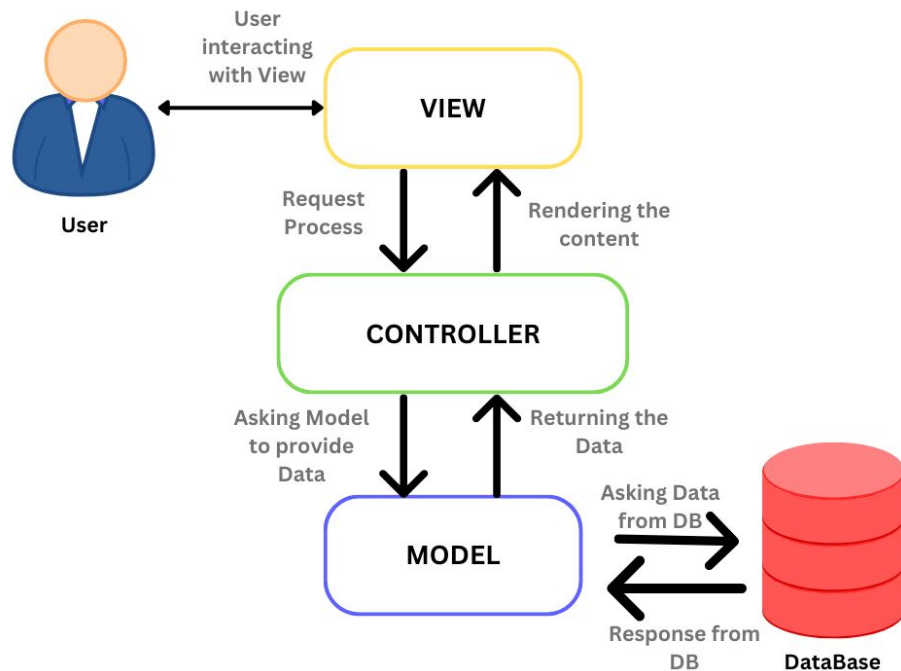 User
interacting
with View
VIEW
User
Request
Process
Rendering the
content
CONTROLLER
Asking Model
to provide
Data
Returning the
Data
MODEL
Asking Data
from DB
Response from
DB
DataBase